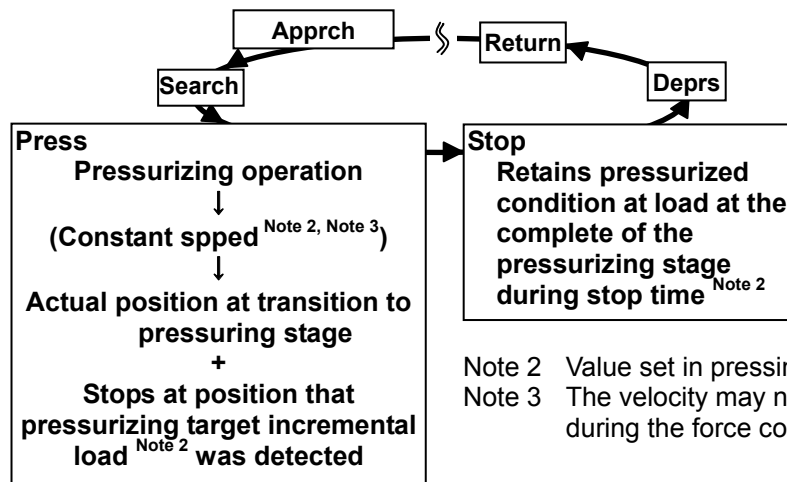 Apprch
Return
Search
Deprs
Press
Pressurizing operation
↓
(Constant spped Note 2, Note 3)
↓
Actual position at transition to
pressuring stage
+
Stops at position that
pressurizing target incremental
load Note 2 was detected
Stop
Retains pressurized
condition at load at the
complete of the
pressurizing stage
during stop time Note 2
Note 2 Value set in
Note 3 The velocity may
during the force